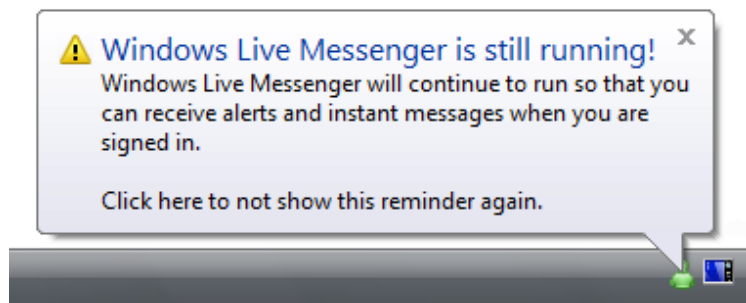 Windows Live Messenger is still running!
Windows Live Messenger will continue to run so that you
can receive alerts and instant messages when you are
signed in.
Click here to not show this reminder again.